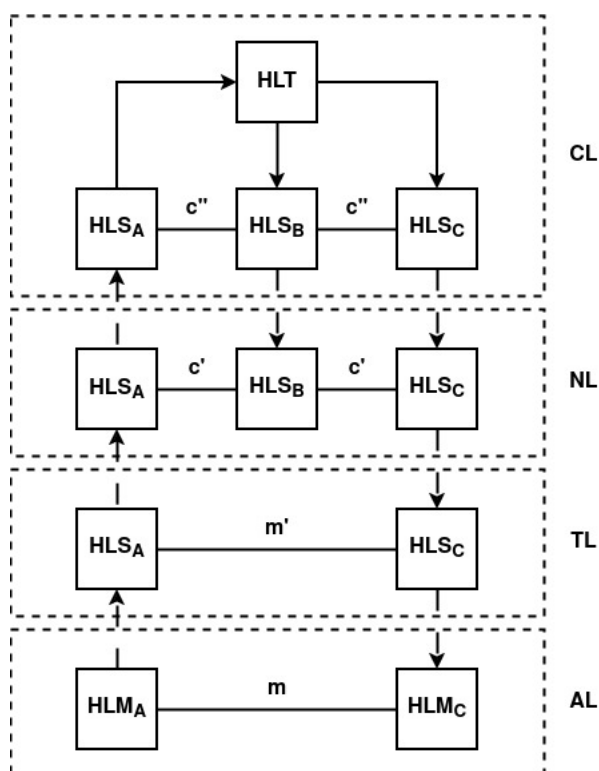 HLT
CL
c" c"
HLSA HLSB HLSC
c' c'
HLSA HLSB HLSC
NL
m'
HLSA HLSC
TL
m
HLMA HLMC
AL